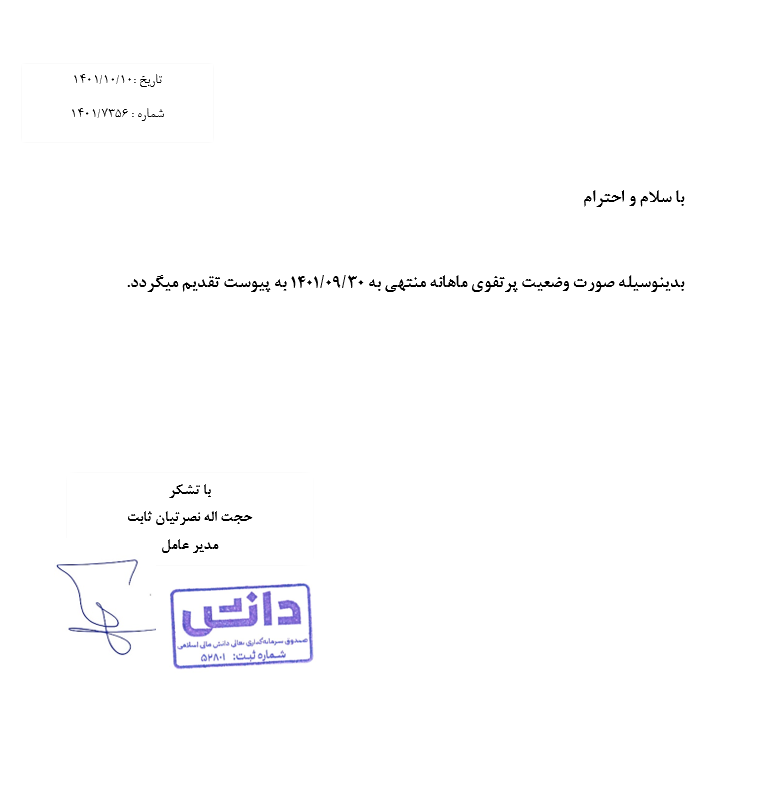 تاریخ :۱۴۰۱/۱۰/۱۰
شماره : ۱۴۰۱/۷۳۵۶
با سلام و احترام
بدینوسیله صورت وضعیت پرتفوی ماهانه منتهی به ۱۴۰۱/۰۹/۳۰ به پیوست تقدیم میگردد.
با تشکر
حجت اله نصرتیان ثابت
مدیر عامل
دانش
صندوق سرمایه‌گذاری تعالی دانش مالی اسلامی
شماره ثبت: ۵۲۸۰۱